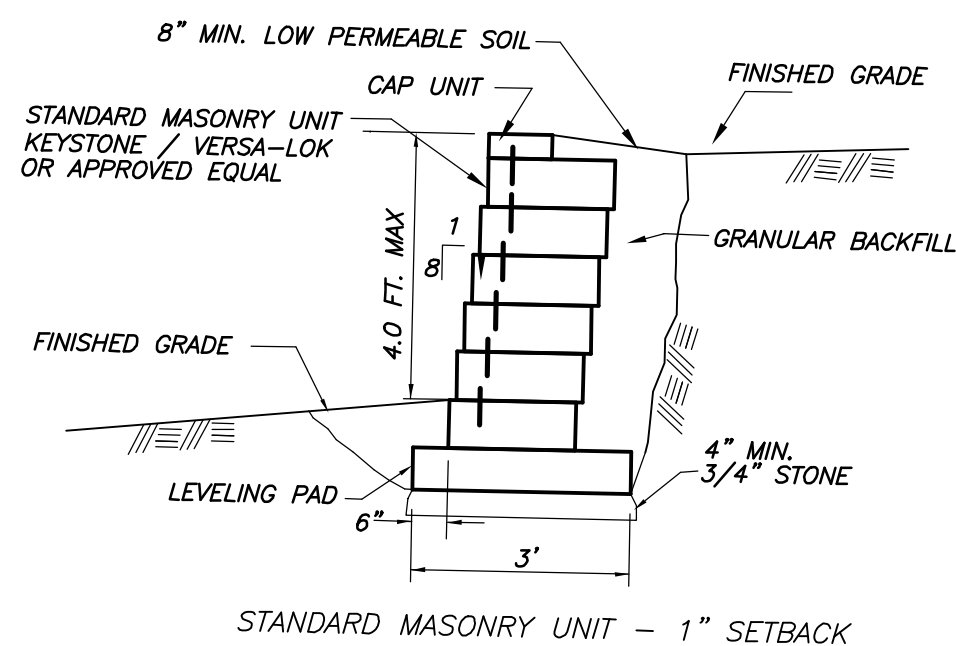 8" MIN. LOW PERMEABLE SOIL
FINISHED GRADE
CAP UNIT
STANDARD MASONRY UNIT
KEYSTONE / VERSA-LOK
OR APPROVED EQUAL
1
8
4.0 FT. MAX
GRANULAR BACKFILL
FINISHED GRADE
4" MIN.
3/4" STONE
LEVELING PAD
6"
3'
STANDARD MASONRY UNIT - 1" SETBACK